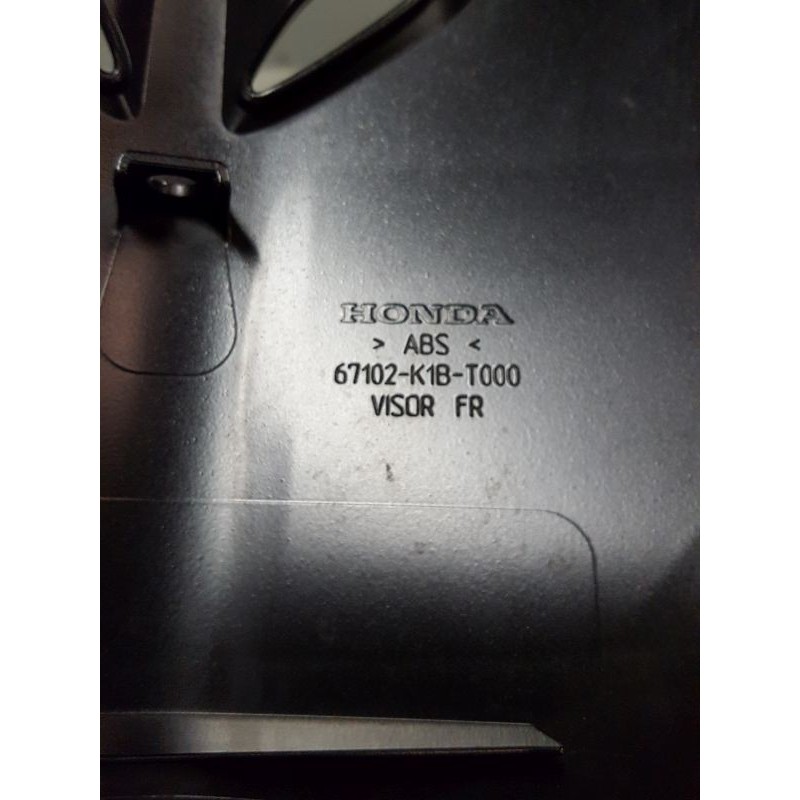 HONDA
> ABS <
67102-K1B-T000
VISOR FR